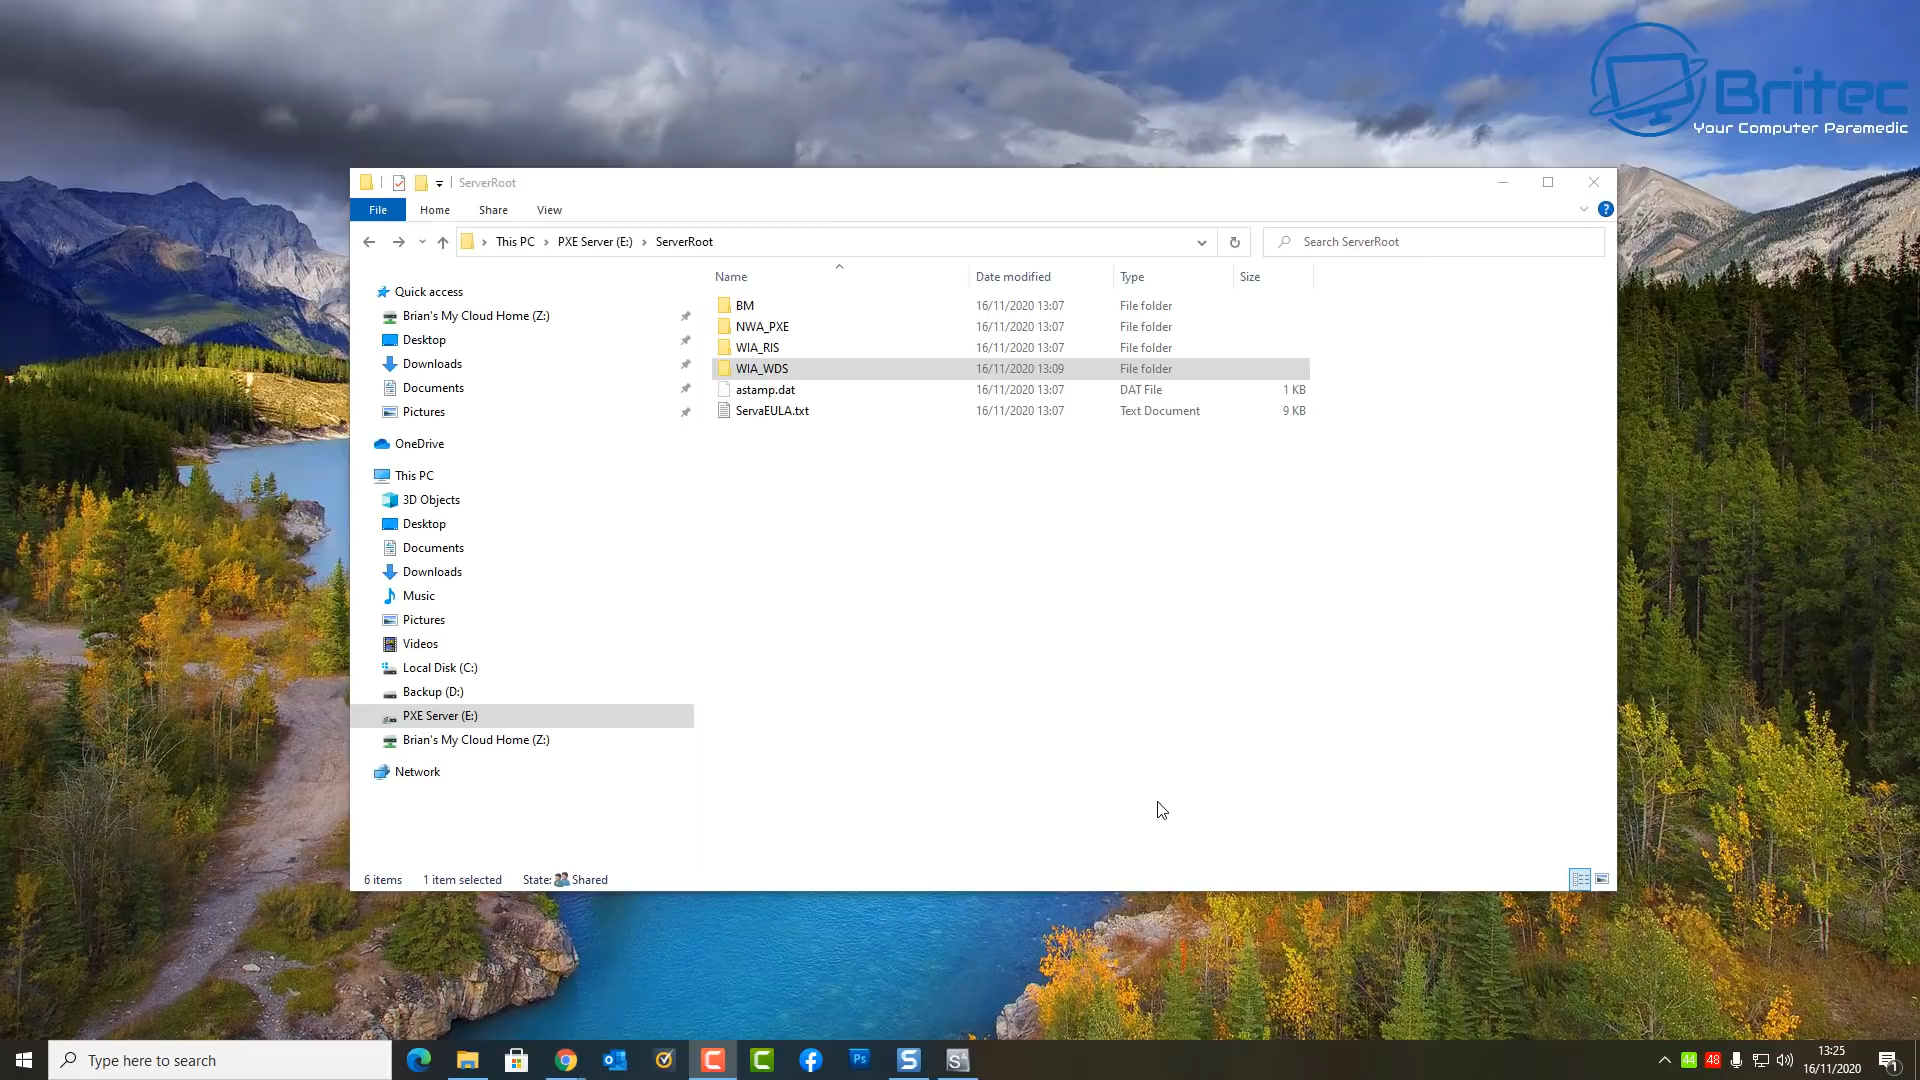 Britec
Your Computer Paramedic
ServerRoot
File Home Share View
This PC PXE Server (E:) ServerRoot
Search ServerRoot
Name Date modified Type Size
BM 16/11/2020 13:07 File folder
NWA_PXE 16/11/2020 13:07 File folder
WIA_RIS 16/11/2020 13:07 File folder
WIA_WDS 16/11/2020 13:09 File folder
astamp.dat 16/11/2020 13:07 DAT File 1 KB
ServaEULA.txt 16/11/2020 13:07 Text Document 9 KB
Quick access
Brian's My Cloud Home (Z:)
Desktop
Downloads
Documents
Pictures
OneDrive
This PC
3D Objects
Desktop
Documents
Downloads
Music
Pictures
Videos
Local Disk (C:)
Backup (D:)
PXE Server (E:)
Brian's My Cloud Home (Z:)
Network
6 items 1 item selected State: Shared
Type here to search
Ps
44 48
13:25
16/11/2020
1